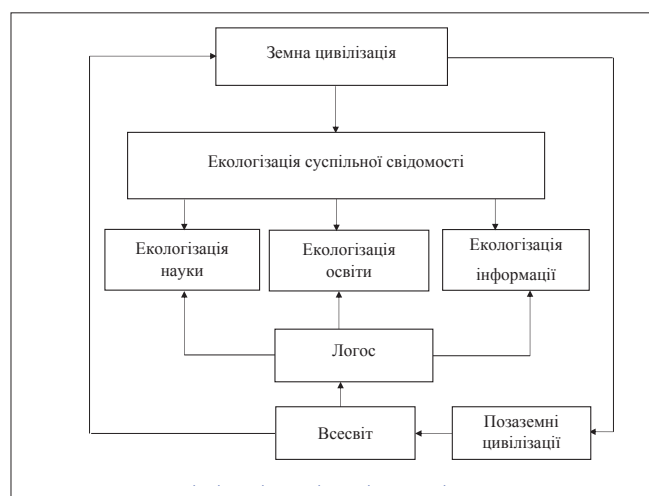 Земна цивілізація
Екологізація суспільної свідомості
Екологізація
науки
Екологізація
освіти
Екологізація
інформації
Логос
Всесвіт
Позаземні
цивілізації